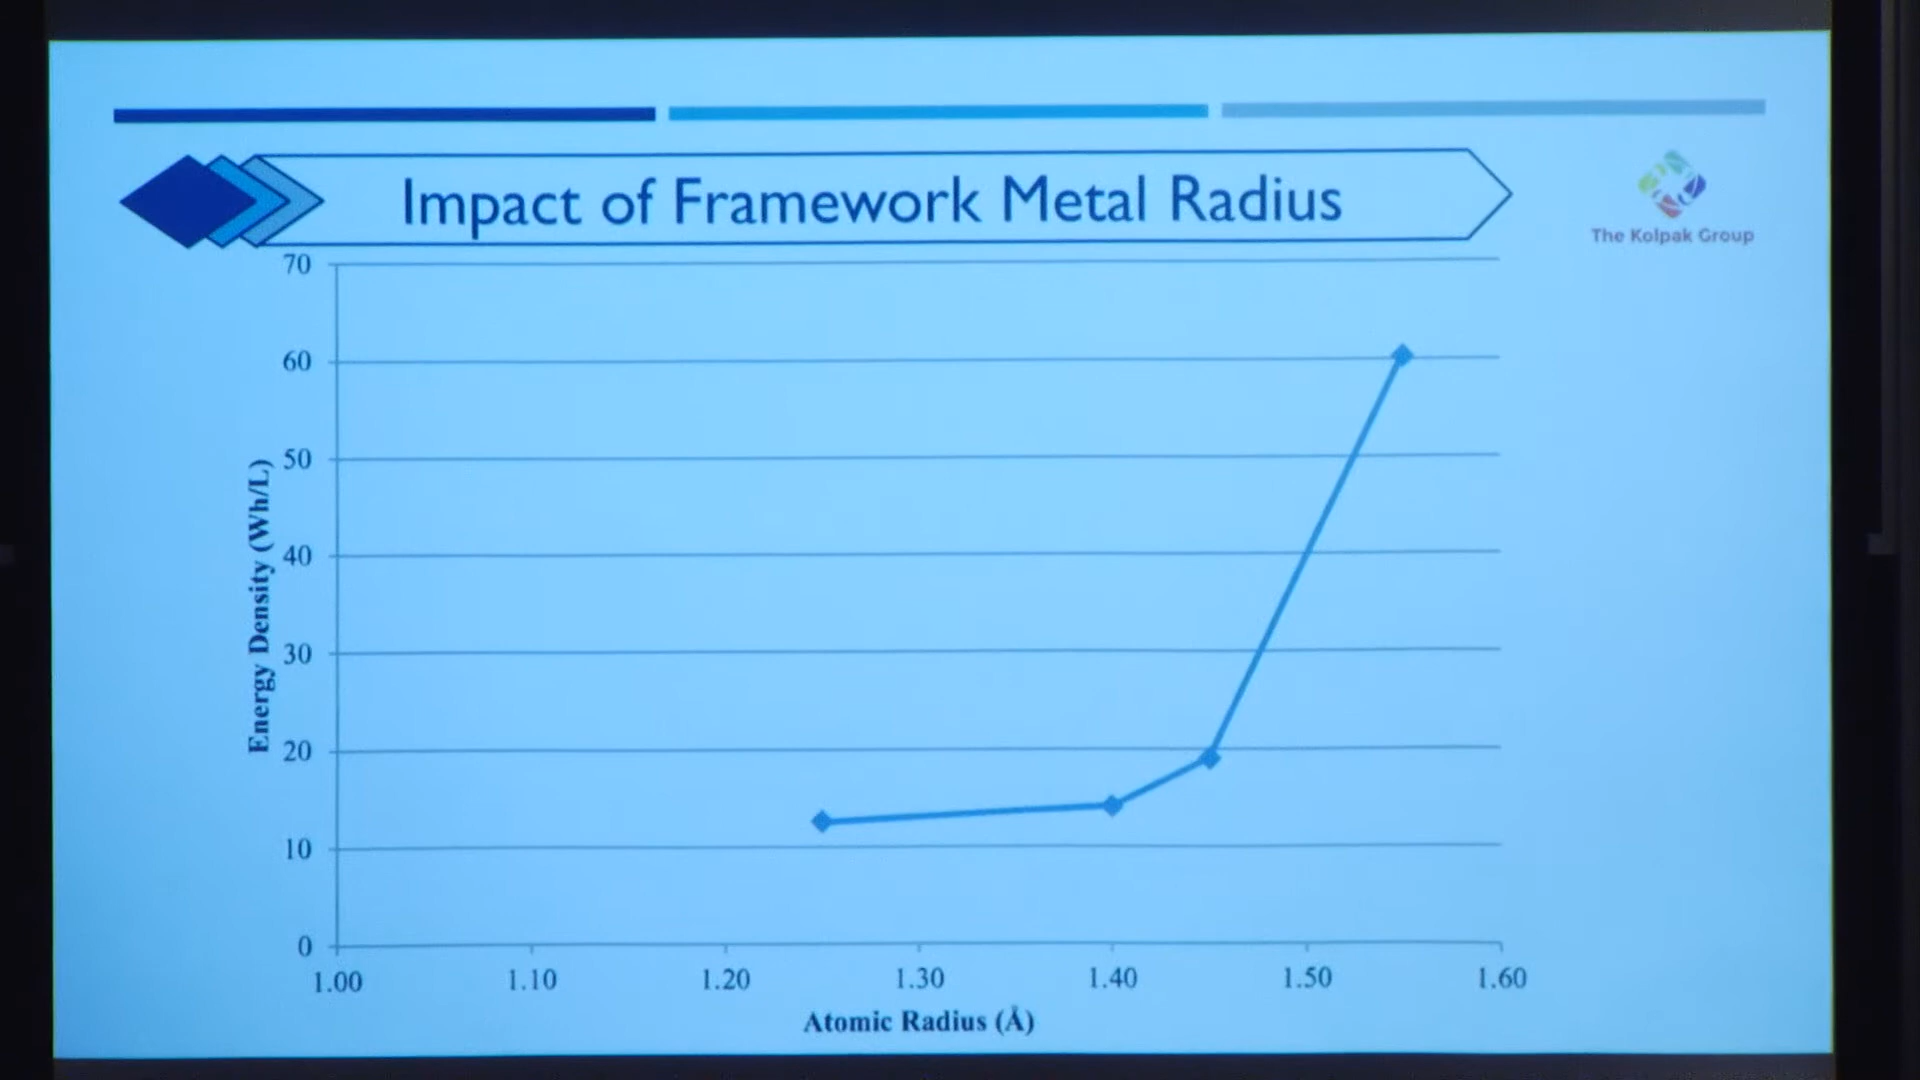 Impact of Framework Metal Radius
The Kolpak Group
70
60
50
40
30
20
10
0
Energy Density (Wh/L)
1.00 1.10 1.20 1.30 1.40 1.50 1.60
Atomic Radius (Å)